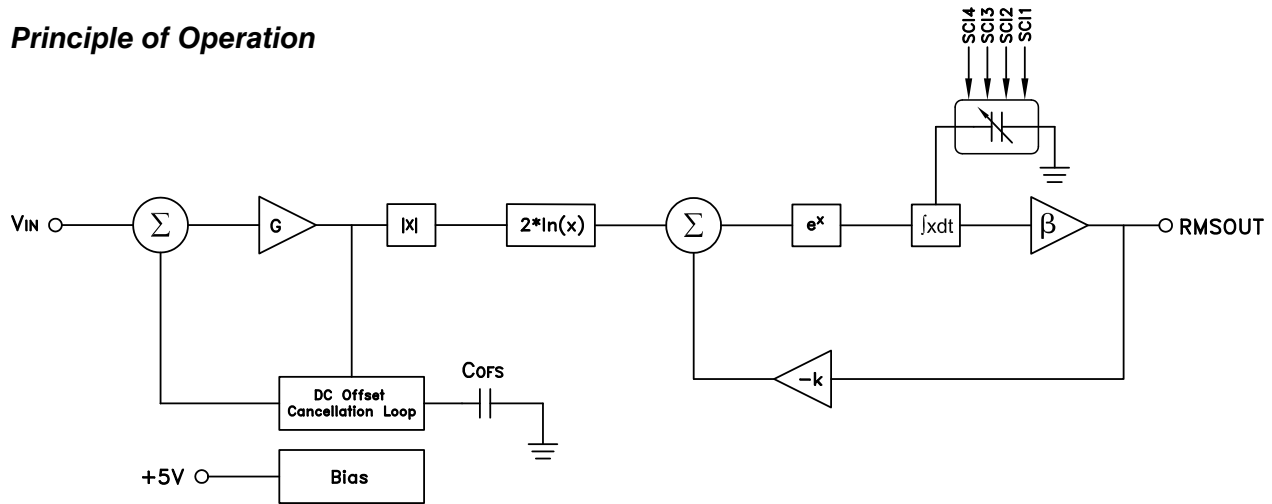 Principle of Operation
SCI4
SCI3
SCI2
SCI1
VIN
Σ
G
|X|
2*ln(x)
Σ
e^x
∫xdt
β
RMSOUT
-k
DC Offset
Cancellation Loop
COFS
+5V
Bias